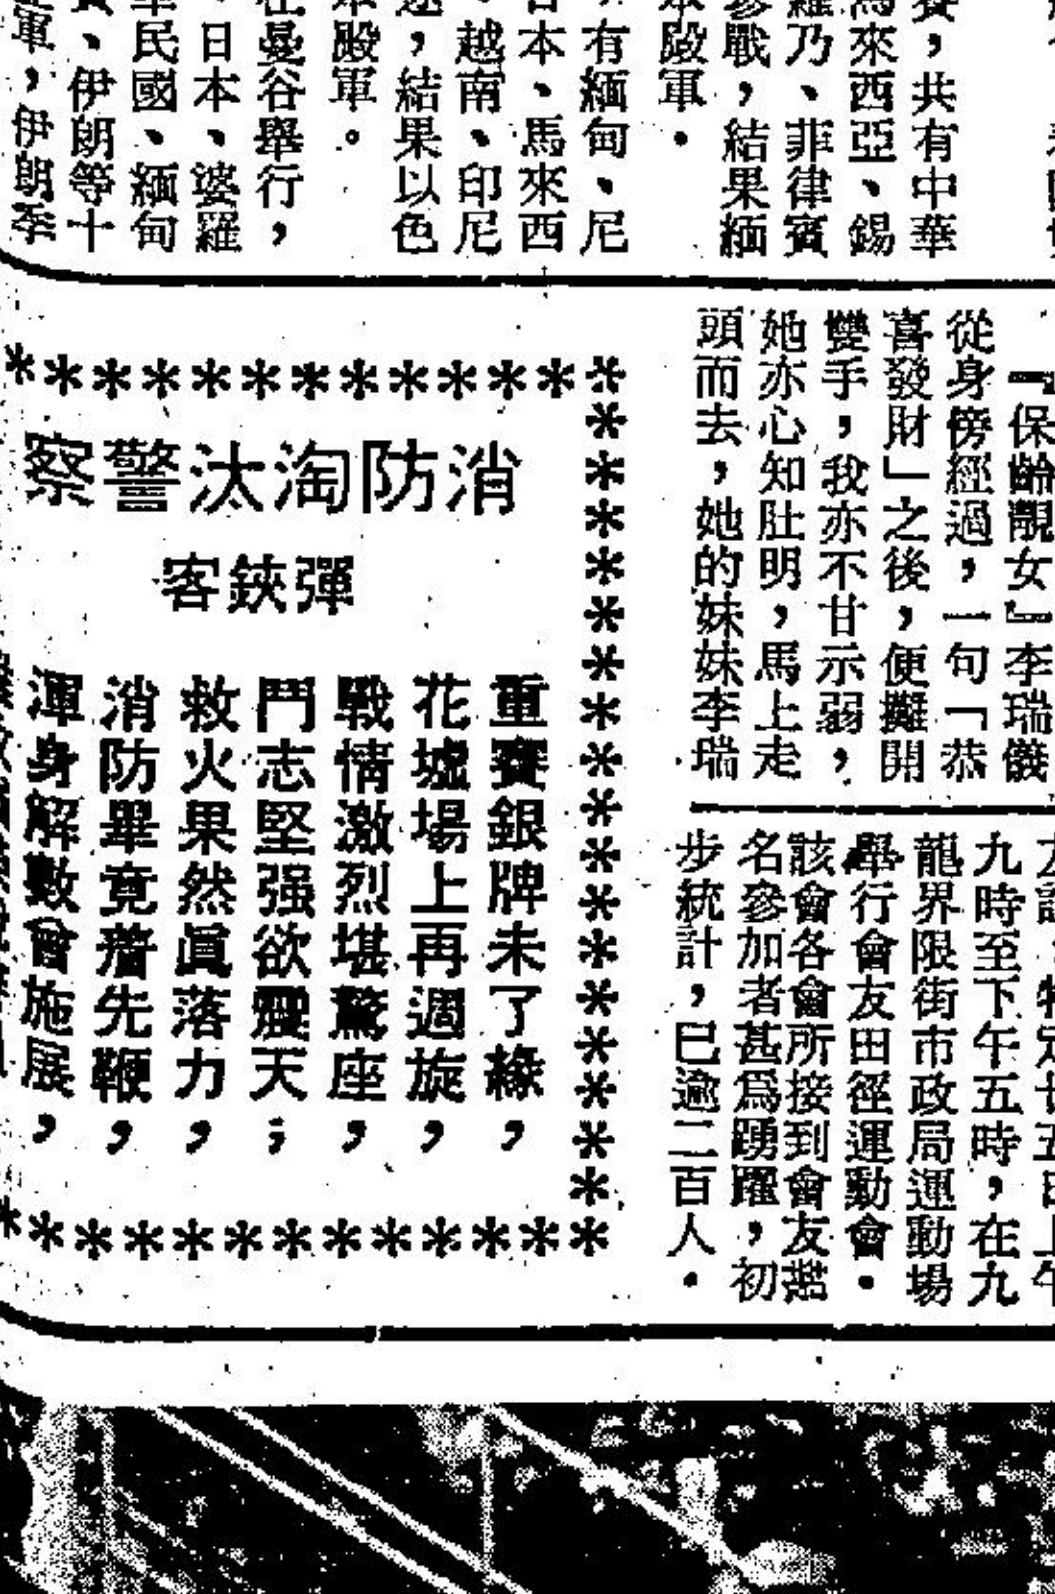 賽，共有中華
馬來西亞、錫
羅乃、菲律賓
參戰，結果緬
殿軍。
有緬甸、尼
日本、馬來西
、越南、印尼
，結果以色
殿軍。
在曼谷舉行，
、日本、婆羅
華民國、緬甸
、伊朗等十
軍，伊朗季
『保齡靚女』李瑞儀
從身傍經過，一句「恭
喜發財」之後，便攤開
雙手，我亦不甘示弱，
她亦心知肚明，馬上走
頭而去，她的妹妹李瑞
九時至下午五時，在九
龍界限街市政局運動場
舉行會友田徑運動會。
該會各會所接到會友
名參加者甚為踴躍，初
步統計，巳逾二百人。
消防淘汰警察
彈鋏客
重賽銀牌未了緣，
花墟場上再週旋，
戰情激烈堪驚座，
鬥志堅强欲震天；
救火果然眞落力，
消防畢竟着先鞭，
渾身解數會施展，